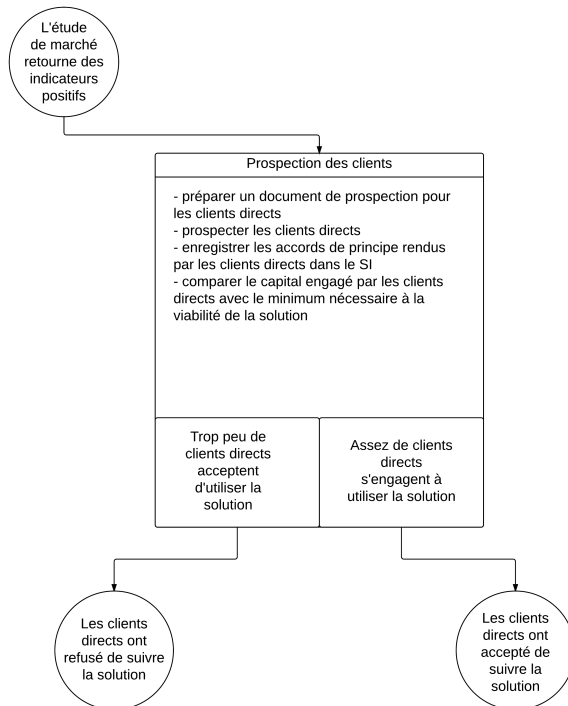 L'étude
de marché
retourne des
indicateurs
positifs
Prospection des clients
- préparer un document de prospection pour
les clients directs
- prospecter les clients directs
- enregistrer les accords de principe rendus
par les clients directs dans le SI
- comparer le capital engagé par les clients
directs avec le minimum nécessaire à la
viabilité de la solution
Trop peu de
clients directs
acceptent
d'utiliser la
solution
Assez de clients
directs
s'engagent à
utiliser la solution
Les clients
directs ont
refusé de suivre
la solution
Les clients
directs ont
accepté de
suivre la
solution